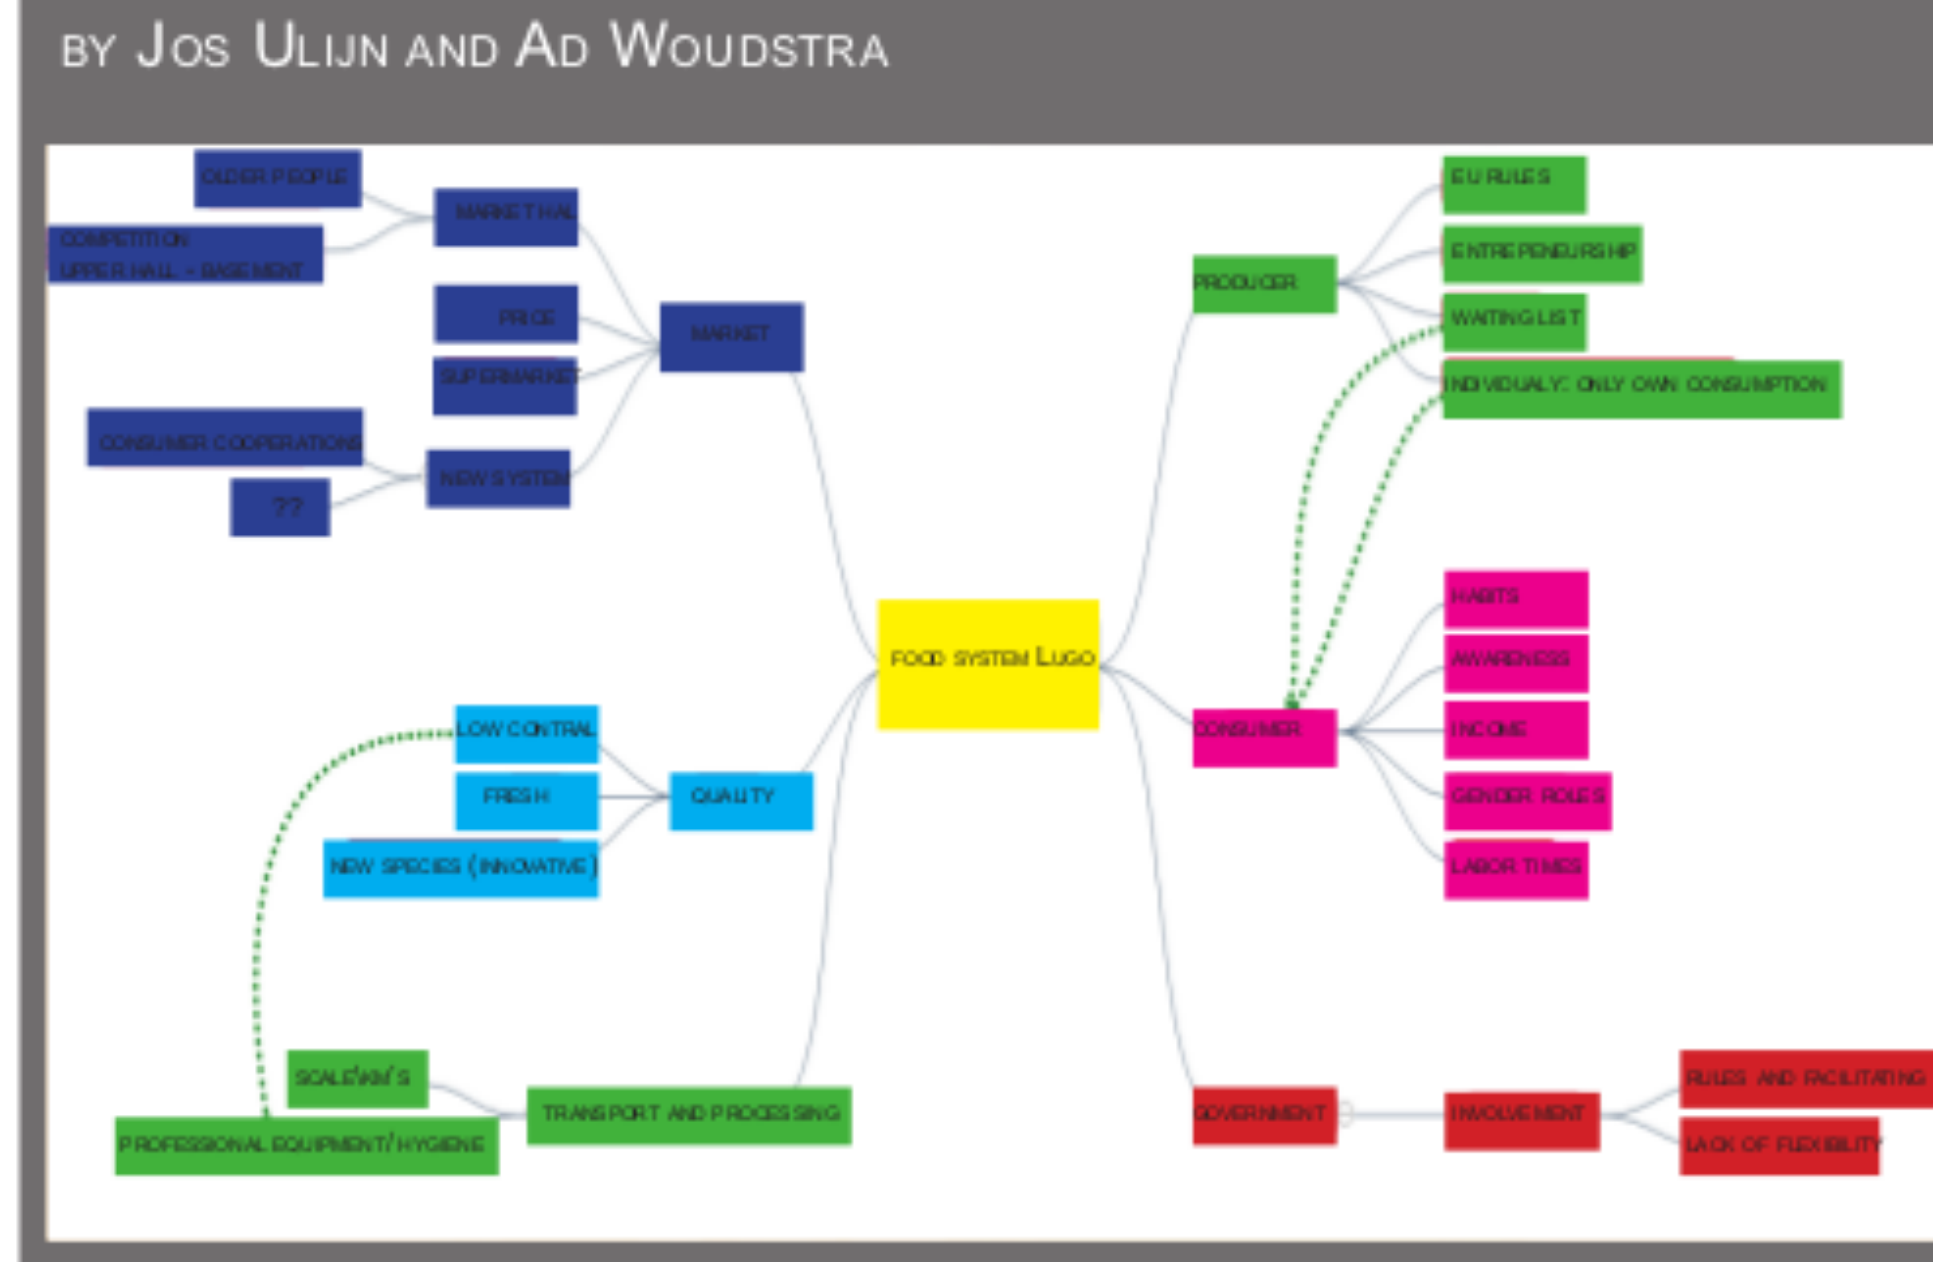 by Jos Ulijn and Ad Woudstra
OLDER PEOPLE
MARKET HAL
COMPETITION
UPPER HALL - BASEMENT
PRICE
MARKET
SUPERMARKET
CONSUMER COOPERATIONS
NEW SYSTEM
??
EU RULES
ENTREPENEURSHIP
PRODUCER
WAITING LIST
INDIVIDUALY: ONLY OWN CONSUMPTION
FOOD SYSTEM LUGO
HABITS
AWARENESS
CONSUMER
INCOME
GENDER ROLES
LABOR TIMES
LOW CONTRAL
FRESH
QUALITY
NEW SPECIES (INNOVATIVE)
SCALE\KM'S
TRANSPORT AND PROCESSING
PROFESSIONAL EQUIPMENT/HYGIENE
GOVERNMENT
INVOLVEMENT
RULES AND FACILITATING
LACK OF FLEXIBILITY